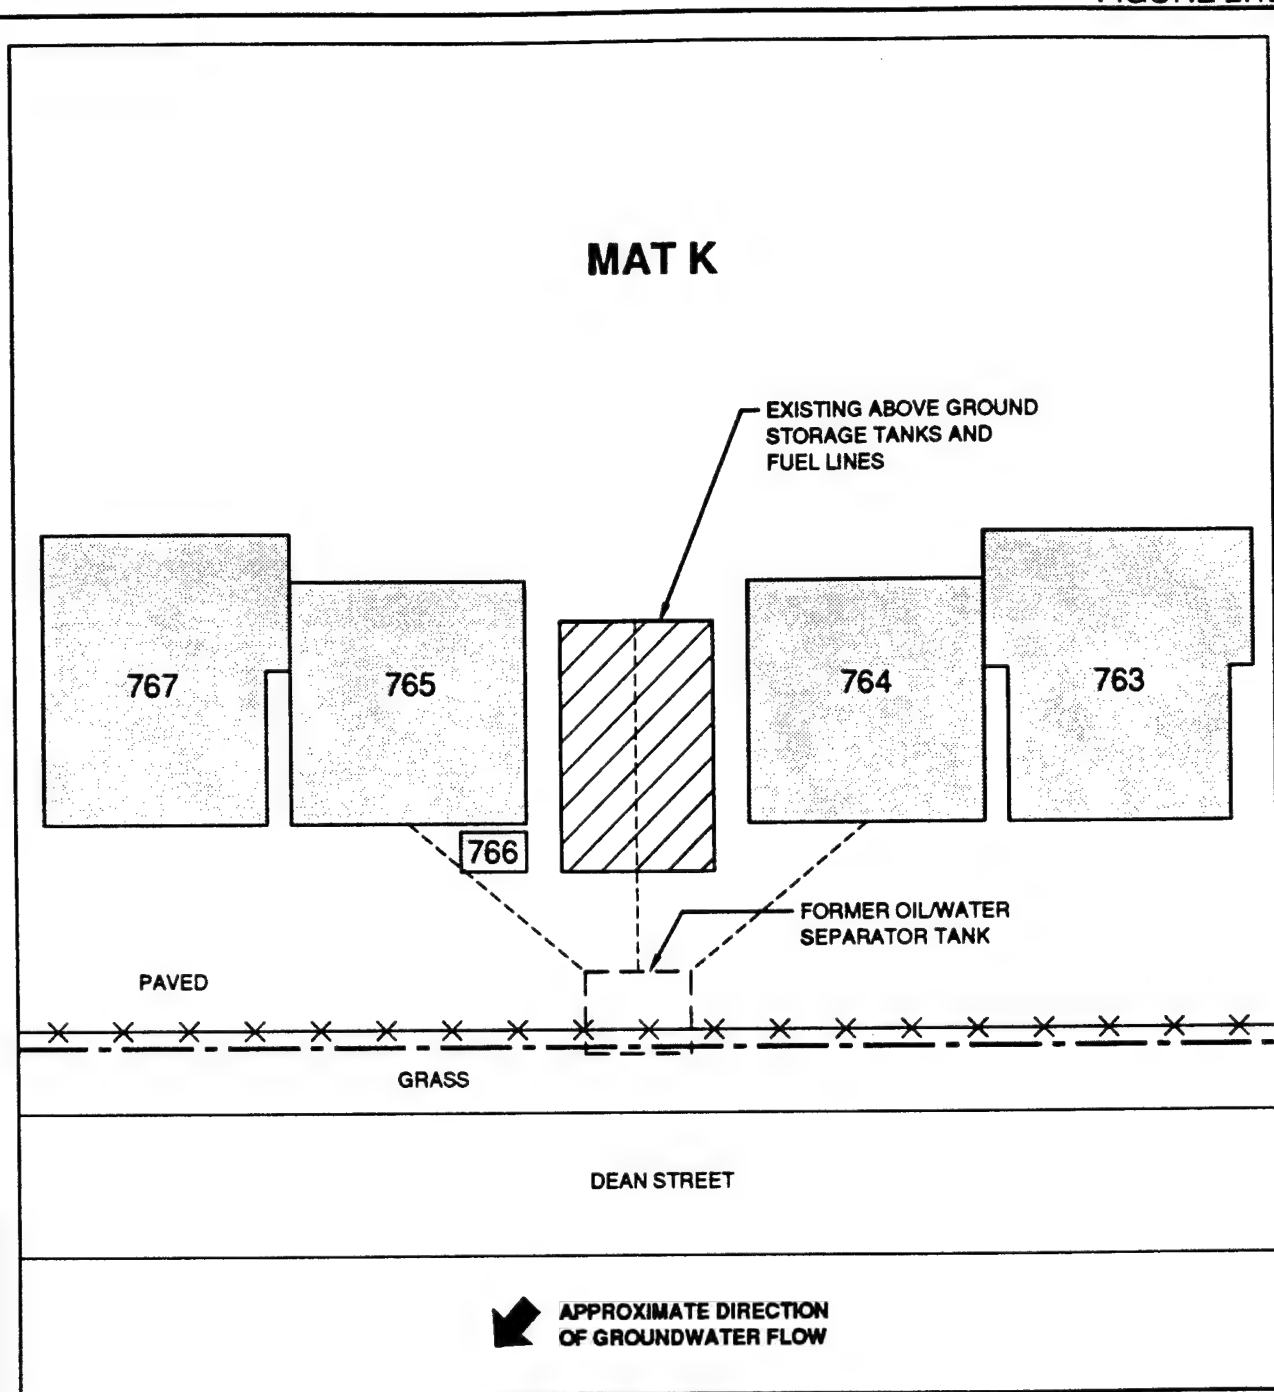 MAT K
EXISTING ABOVE GROUND
STORAGE TANKS AND
FUEL LINES
767
765
764
763
766
FORMER OIL/WATER
SEPARATOR TANK
PAVED
GRASS
DEAN STREET
APPROXIMATE DIRECTION
OF GROUNDWATER FLOW